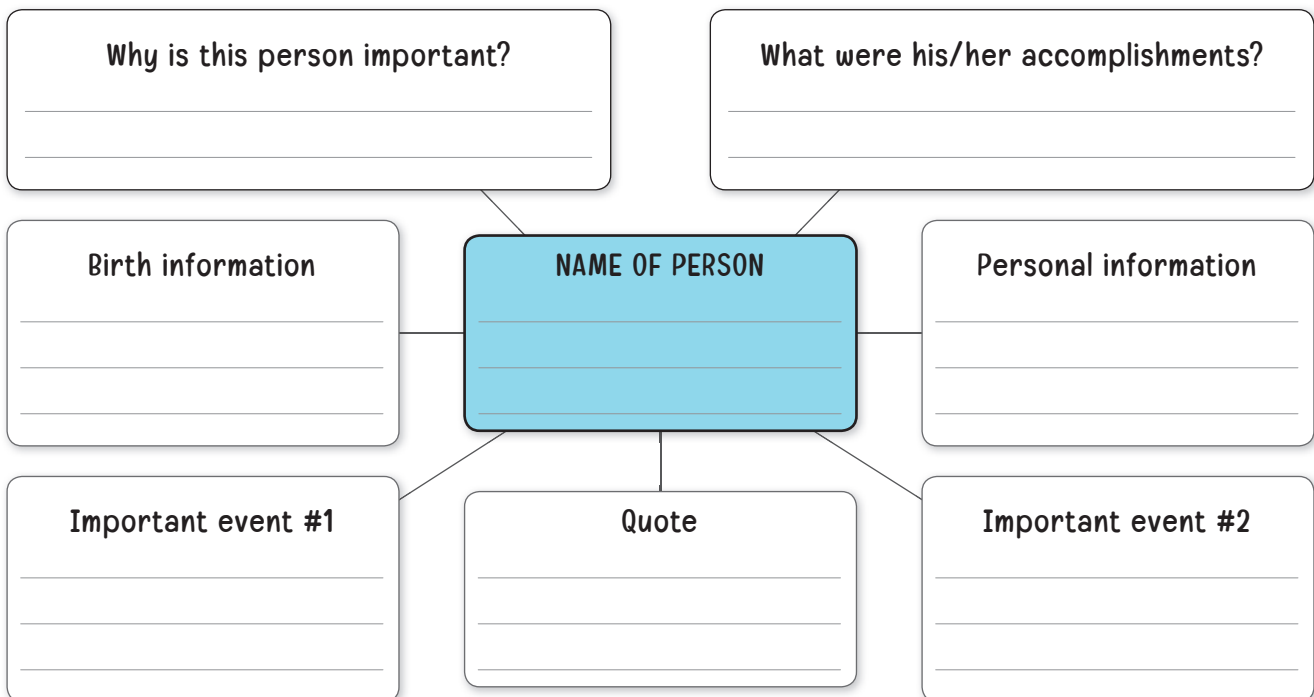 Why is this person important?
What were his/her accomplishments?
Birth information
NAME OF PERSON
Personal information
Important event #1
Quote
Important event #2